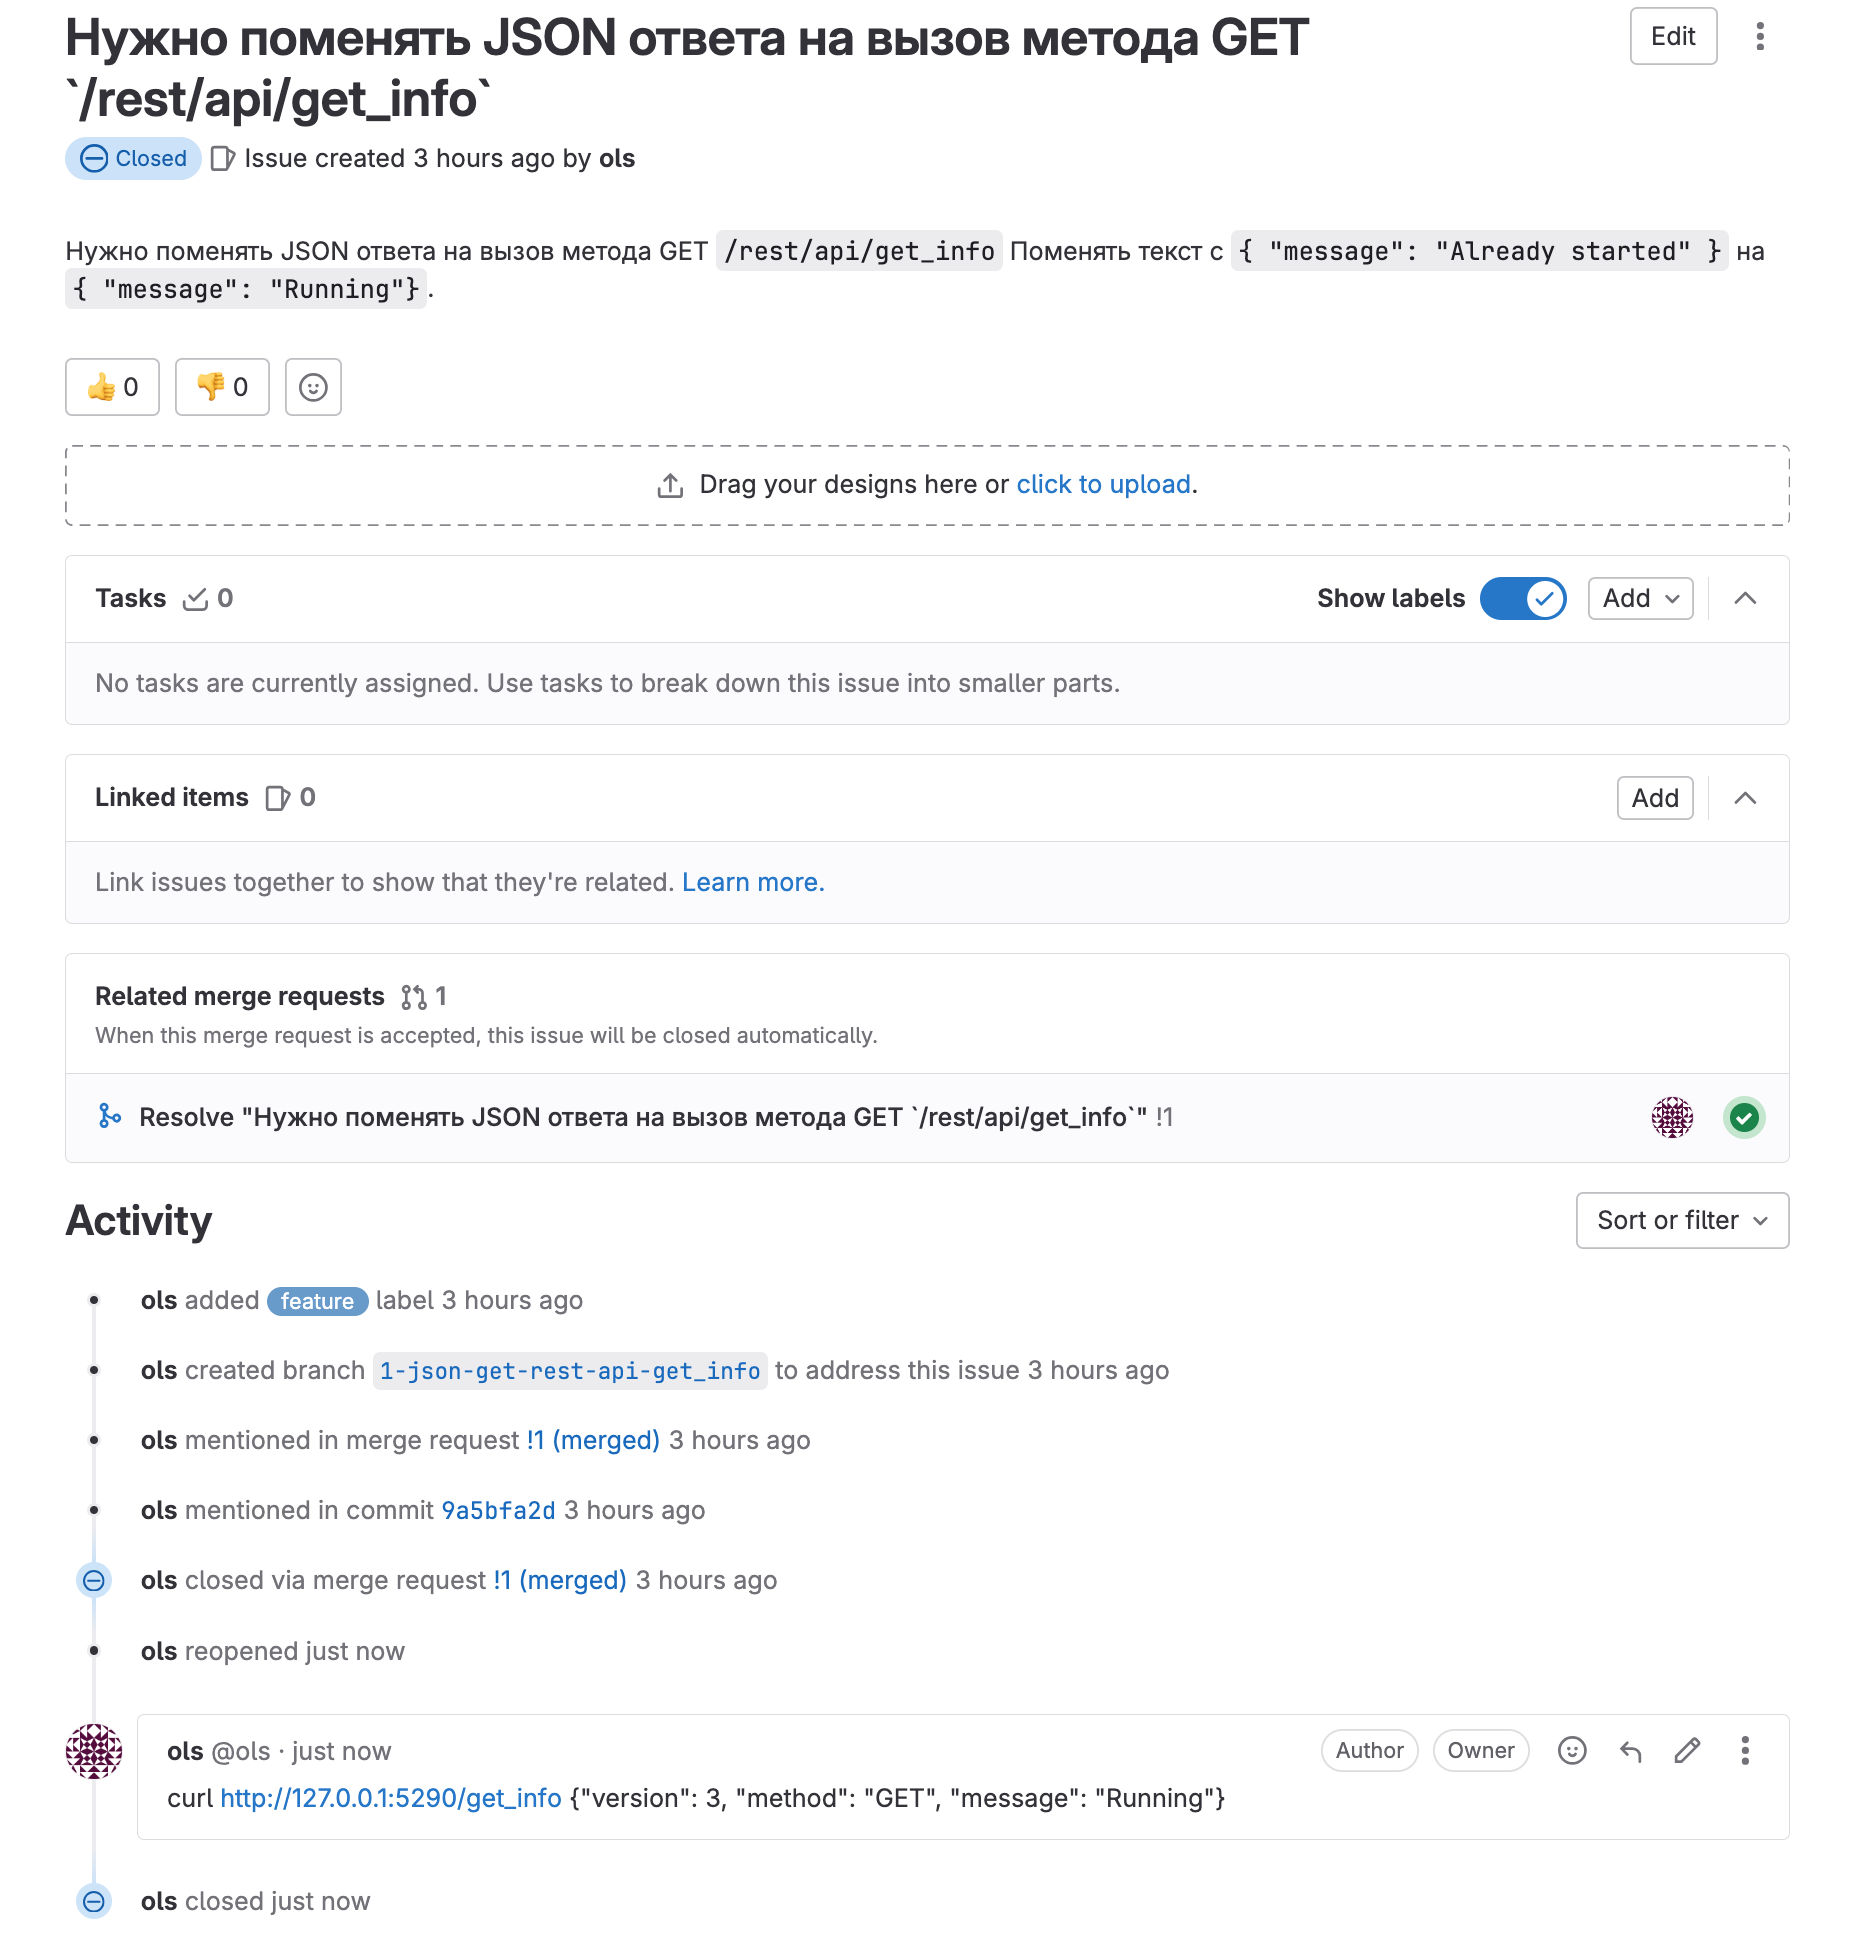 Нужно поменять JSON ответа на вызов метода GET
`/rest/api/get_info`
Edit
Closed Issue created 3 hours ago by ols
Нужно поменять JSON ответа на вызов метода GET /rest/api/get_info Поменять текст с { "message": "Already started" } на
{ "message": "Running"}.
0 0
Drag your designs here or click to upload.
Tasks 0 Show labels Add
No tasks are currently assigned. Use tasks to break down this issue into smaller parts.
Linked items 0 Add
Link issues together to show that they're related. Learn more.
Related merge requests 1
When this merge request is accepted, this issue will be closed automatically.
Resolve "Нужно поменять JSON ответа на вызов метода GET `/rest/api/get_info`" !1
Activity Sort or filter
ols added feature label 3 hours ago
ols created branch 1-json-get-rest-api-get_info to address this issue 3 hours ago
ols mentioned in merge request !1 (merged) 3 hours ago
ols mentioned in commit 9a5bfa2d 3 hours ago
ols closed via merge request !1 (merged) 3 hours ago
ols reopened just now
ols @ols · just now Author Owner
curl http://127.0.0.1:5290/get_info {"version": 3, "method": "GET", "message": "Running"}
ols closed just now